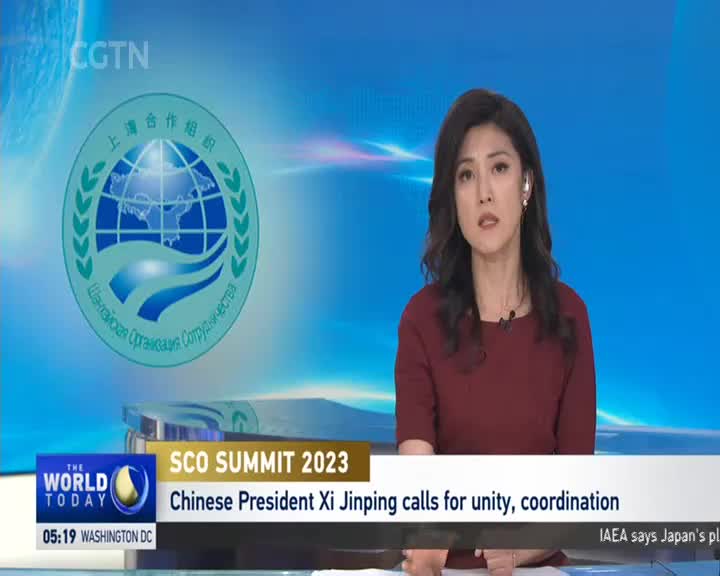 CGTN
上海合作组织
Шанхайская Организация Сотрудничества
SCO SUMMIT 2023
THE
WORLD
TODAY
Chinese President Xi Jinping calls for unity, coordination
05:19 WASHINGTON DC
IAEA says Japan's pl